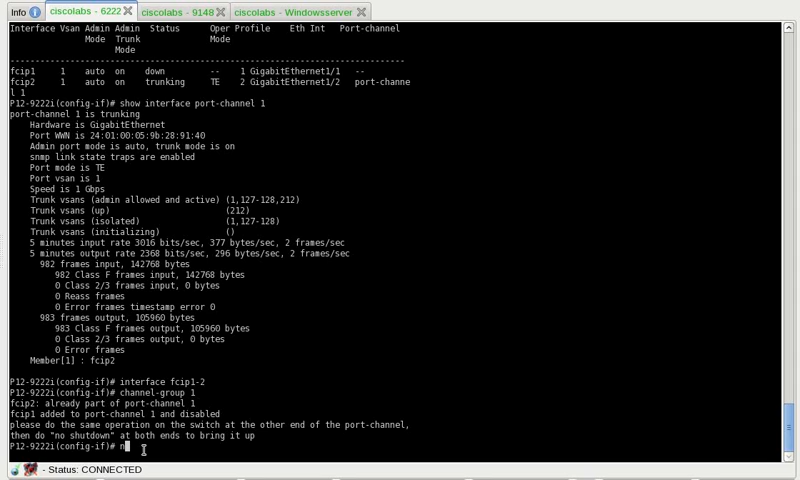 Info ciscolabs - 6222 ciscolabs - 9148 ciscolabs - Windowsserver
Interface Vsan Admin Admin Status Oper Profile Eth Int Port-channel
Mode Trunk Mode
Mode
--------------------------------------------------------------------------------
fcip1 1 auto on down -- 1 GigabitEthernet1/1 --
fcip2 1 auto on trunking TE 2 GigabitEthernet1/2 port-channe
l 1
P12-9222i(config-if)# show interface port-channel 1
port-channel 1 is trunking
Hardware is GigabitEthernet
Port WWN is 24:01:00:05:9b:28:91:40
Admin port mode is auto, trunk mode is on
snmp link state traps are enabled
Port mode is TE
Port vsan is 1
Speed is 1 Gbps
Trunk vsans (admin allowed and active) (1,127-128,212)
Trunk vsans (up) (212)
Trunk vsans (isolated) (1,127-128)
Trunk vsans (initializing) ()
5 minutes input rate 3016 bits/sec, 377 bytes/sec, 2 frames/sec
5 minutes output rate 2368 bits/sec, 296 bytes/sec, 2 frames/sec
982 frames input, 142768 bytes
982 Class F frames input, 142768 bytes
0 Class 2/3 frames input, 0 bytes
0 Reass frames
0 Error frames timestamp error 0
983 frames output, 105960 bytes
983 Class F frames output, 105960 bytes
0 Class 2/3 frames output, 0 bytes
0 Error frames
Member[1] : fcip2
P12-9222i(config-if)# interface fcip1-2
P12-9222i(config-if)# channel-group 1
fcip2: already part of port-channel 1
fcip1 added to port-channel 1 and disabled
please do the same operation on the switch at the other end of the port-channel,
then do "no shutdown" at both ends to bring it up
P12-9222i(config-if)# n
- Status: CONNECTED